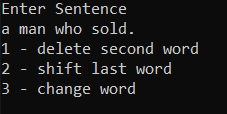 Enter Sentence
a man who sold.
1 - delete second word
2 - shift last word
3 - change word